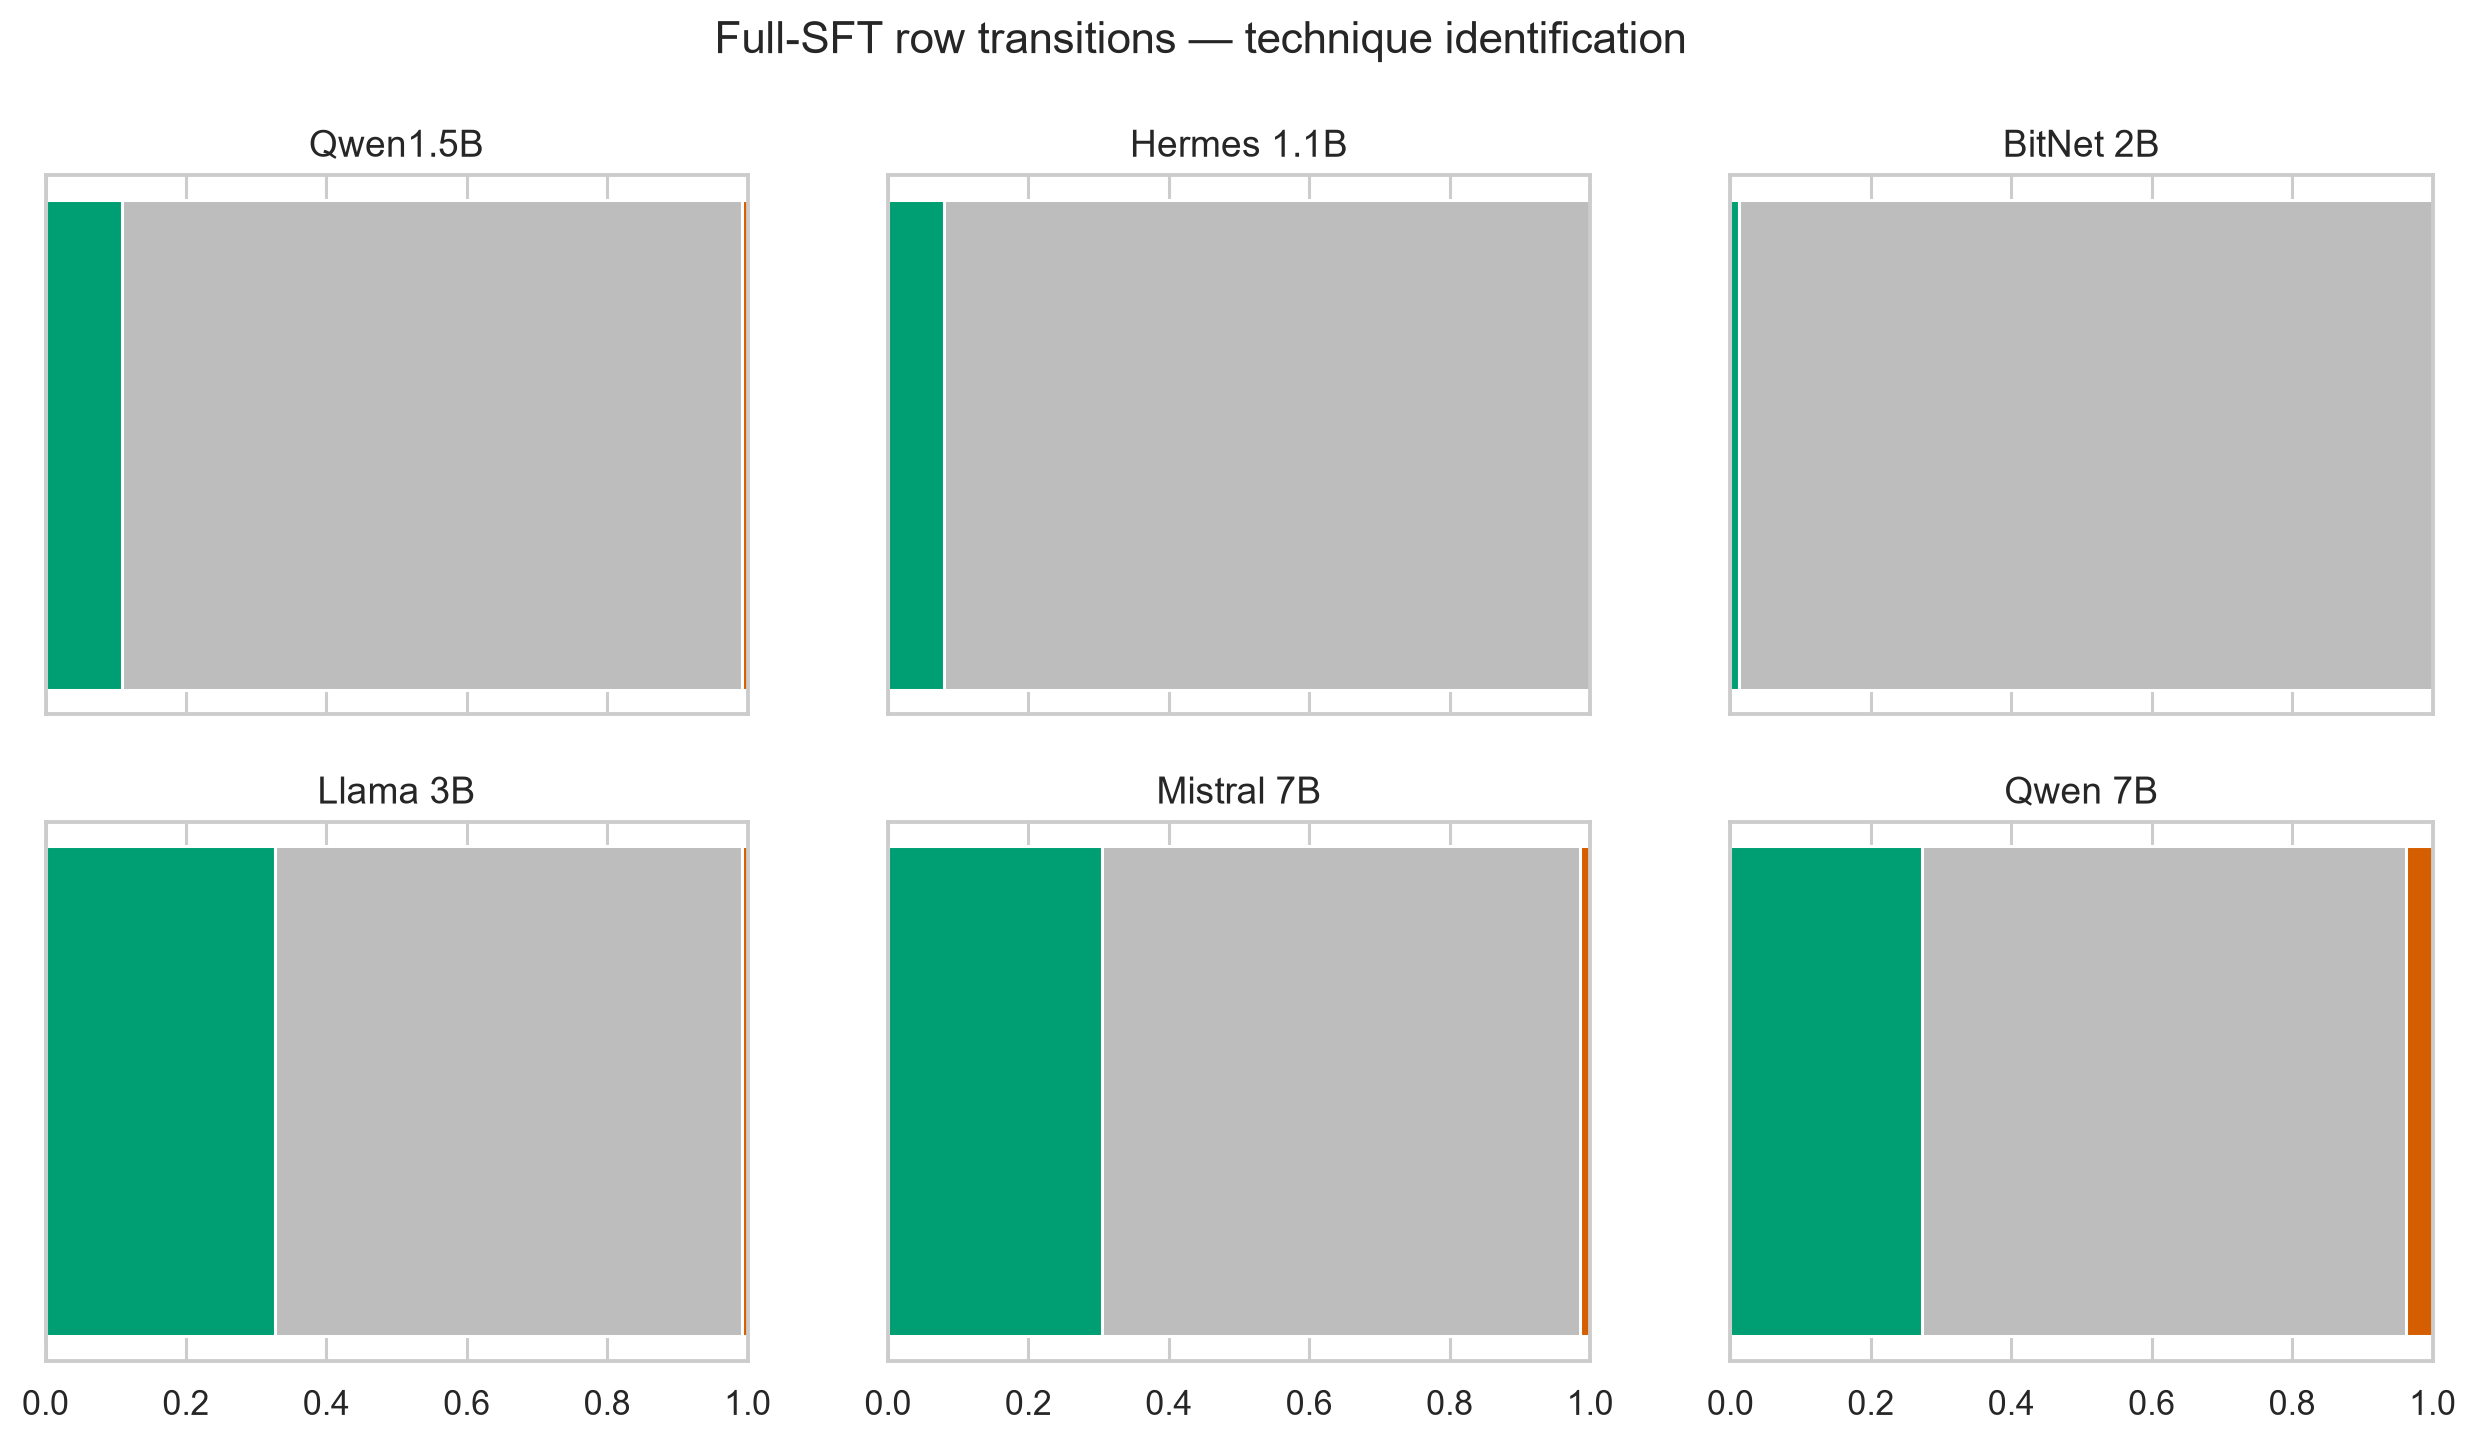 Full-SFT row transitions — technique identification
Qwen1.5B
Hermes 1.1B
BitNet 2B
Llama 3B
Mistral 7B
Qwen 7B
0.0 0.2 0.4 0.6 0.8 1.0
0.0 0.2 0.4 0.6 0.8 1.0
0.0 0.2 0.4 0.6 0.8 1.0